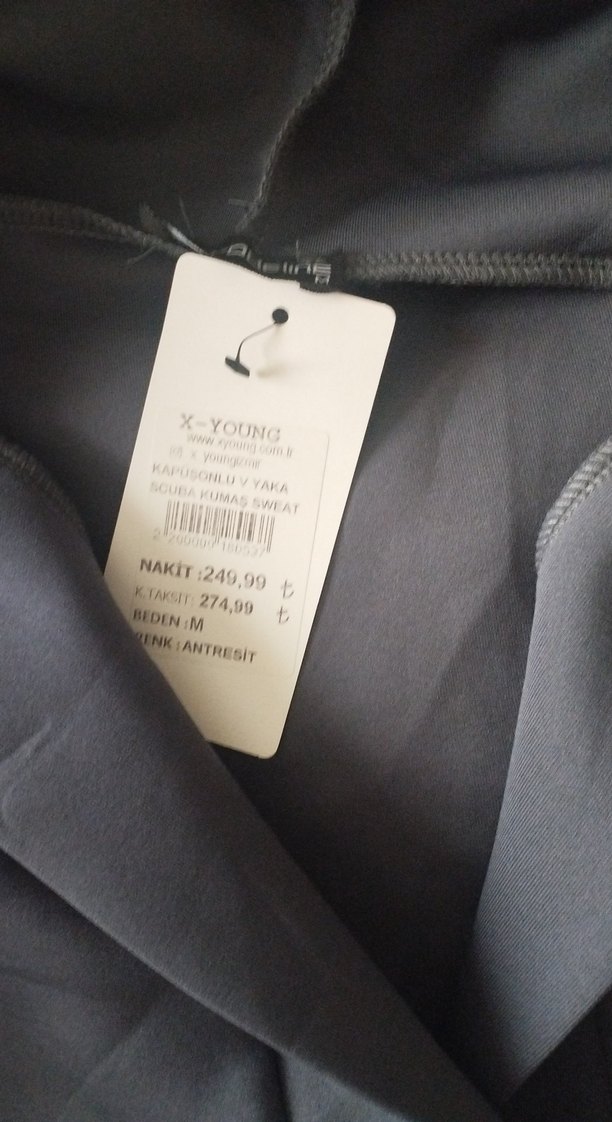 X-YOUNG
www.xyoung.com.tr
x_youngizmir
KAPÜŞONLU V YAKA
SCUBA KUMAŞ SWEAT
NAKİT :249,99 ₺
K.TAKSİT: 274,99 ₺
BEDEN :M
RENK :ANTRESİT